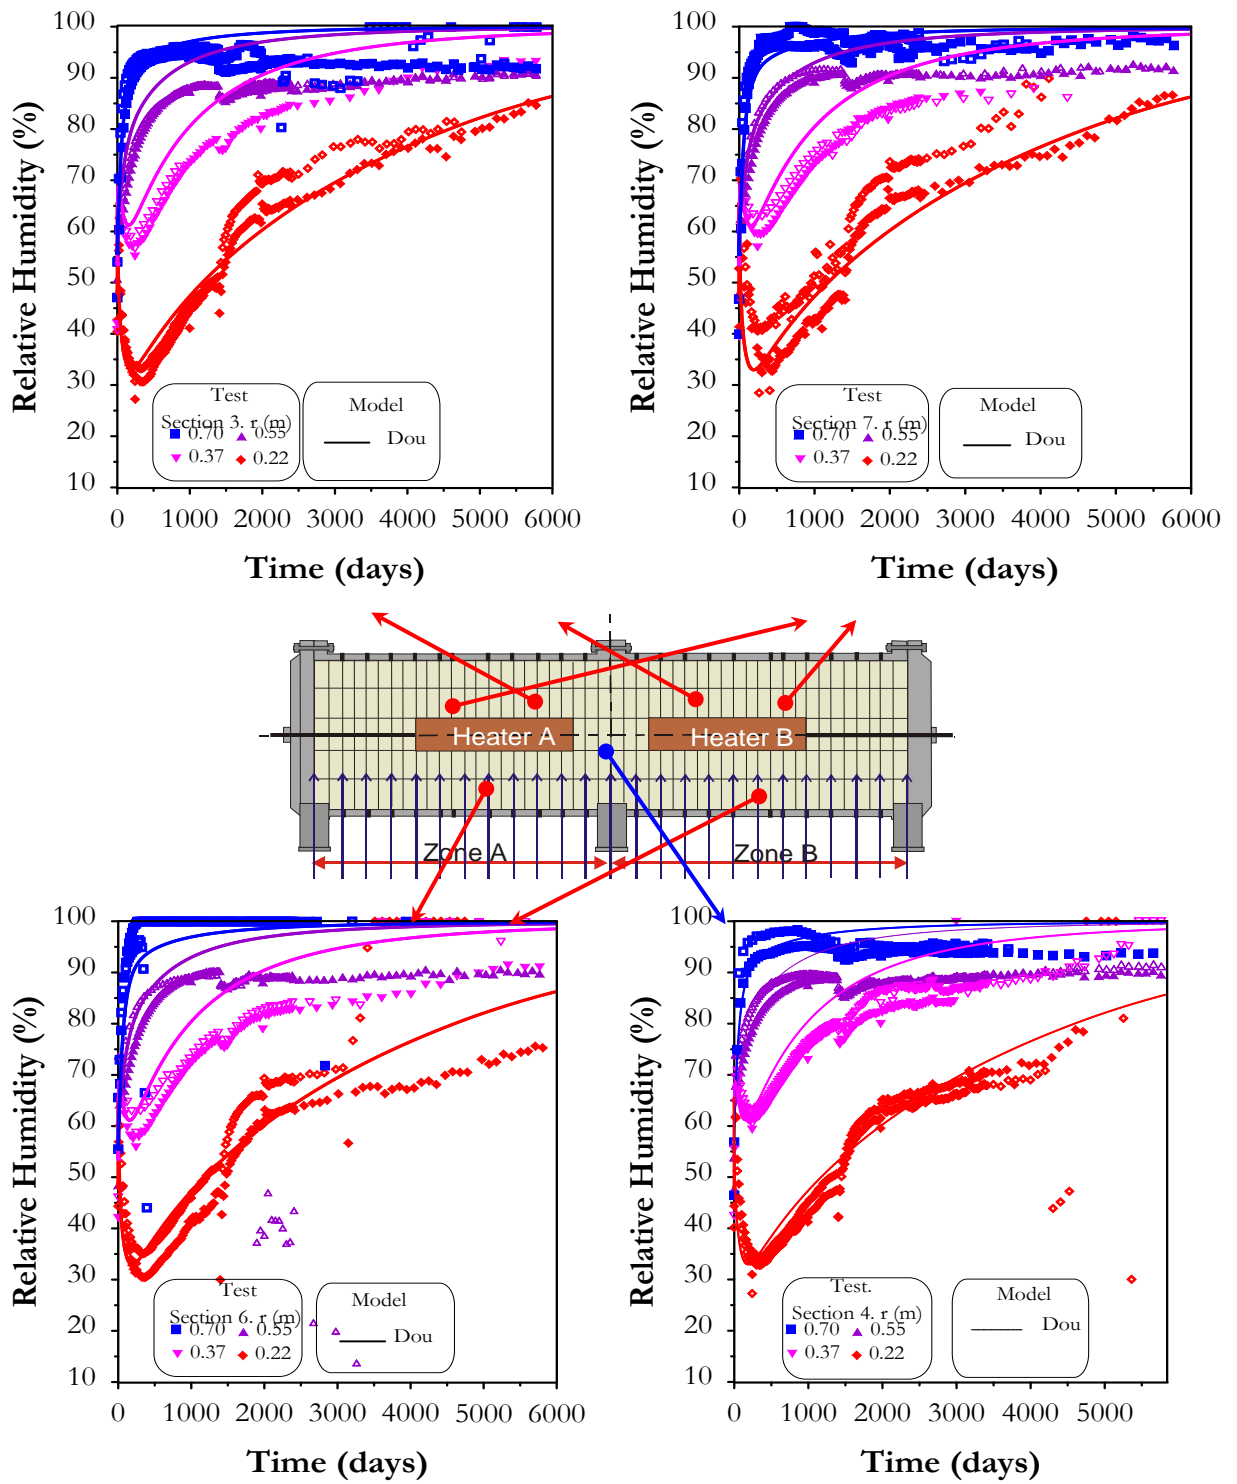 Relative Humidity (%)
100
90
80
70
60
50
40
30
20
10
Test
Section 3. r (m)
0.70 0.55
0.37 0.22
Model
Dou
0 1000 2000 3000 4000 5000 6000
Time (days)
Relative Humidity (%)
100
90
80
70
60
50
40
30
20
10
Test
Section 7. r (m)
0.70 0.55
0.37 0.22
Model
Dou
0 1000 2000 3000 4000 5000 6000
Time (days)
Heater A Heater B
Zone A Zone B
Relative Humidity (%)
100
90
80
70
60
50
40
30
20
10
Test
Section 6. r (m)
0.70 0.55
0.37 0.22
Model
Dou
0 1000 2000 3000 4000 5000 6000
Time (days)
Relative Humidity (%)
100
90
80
70
60
50
40
30
20
10
Test.
Section 4. r (m)
0.70 0.55
0.37 0.22
Model
Dou
0 1000 2000 3000 4000 5000
Time (days)